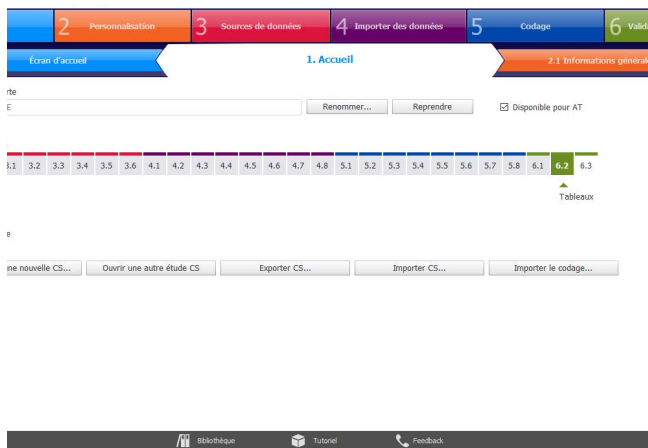 2 Personnalisation 3 Sources de données 4 Importer des données 5 Codage 6 Valid
Écran d'accueil 1. Accueil 2.1 Informations générale
rte
E Renommer... Reprendre Disponible pour AT
3.1 3.2 3.3 3.4 3.5 3.6 4.1 4.2 4.3 4.4 4.5 4.6 4.7 4.8 5.1 5.2 5.3 5.4 5.5 5.6 5.7 5.8 6.1 6.2 6.3
Tableaux
e
ne nouvelle CS... Ouvrir une autre étude CS Exporter CS... Importer CS... Importer le codage...
Bibliothèque Tutoriel Feedback